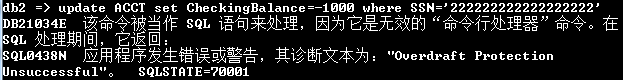 db2 => update ACCT set CheckingBalance=-1000 where SSN='222222222222222222'
DB21034E  该命令被当作 SQL 语句来处理，因为它是无效的“命令行处理器”命令。在
SQL 处理期间，它返回：
SQL0438N  应用程序发生错误或警告，其诊断文本为："Overdraft Protection
Unsuccessful"。  SQLSTATE=70001